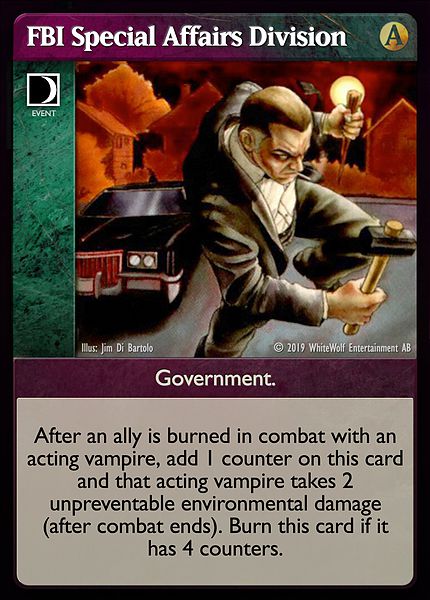 FBI Special Affairs Division
A
EVENT
Illus: Jim Di Bartolo
© 2019 WhiteWolf Entertainment AB
Government.
After an ally is burned in combat with an
acting vampire, add 1 counter on this card
and that acting vampire takes 2
unpreventable environmental damage
(after combat ends). Burn this card if it
has 4 counters.